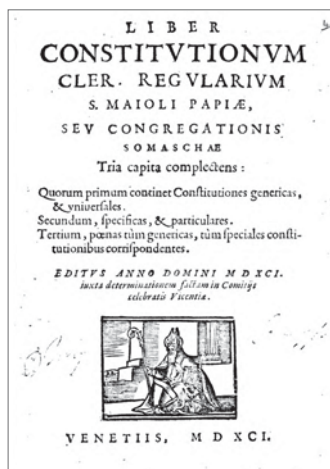 LIBER
CONSTITVTIONVM
CLER. REGVLARIVM
S. MAIOLI PAPIÆ,
SEV CONGREGATIONIS
SOMASCHAE
Tria capita complectens :
Quorum primum continet Constitutiones genericas,
& vniuersales.
Secundum, specificas, & particulares.
Tertium, pœnas tùm genericas, tùm speciales consti-
tutionibus corrispondentes.
EDITVS ANNO DOMINI M D XCI.
iuxta determinationem factam in Comitijs
celebratis Vicentiæ.
VENETIIS, M D XCI.